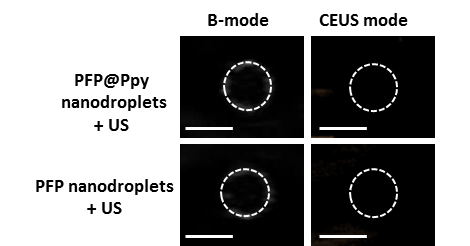 B-mode CEUS mode
PFP@Ppy
nanodroplets
+ US
PFP nanodroplets
+ US